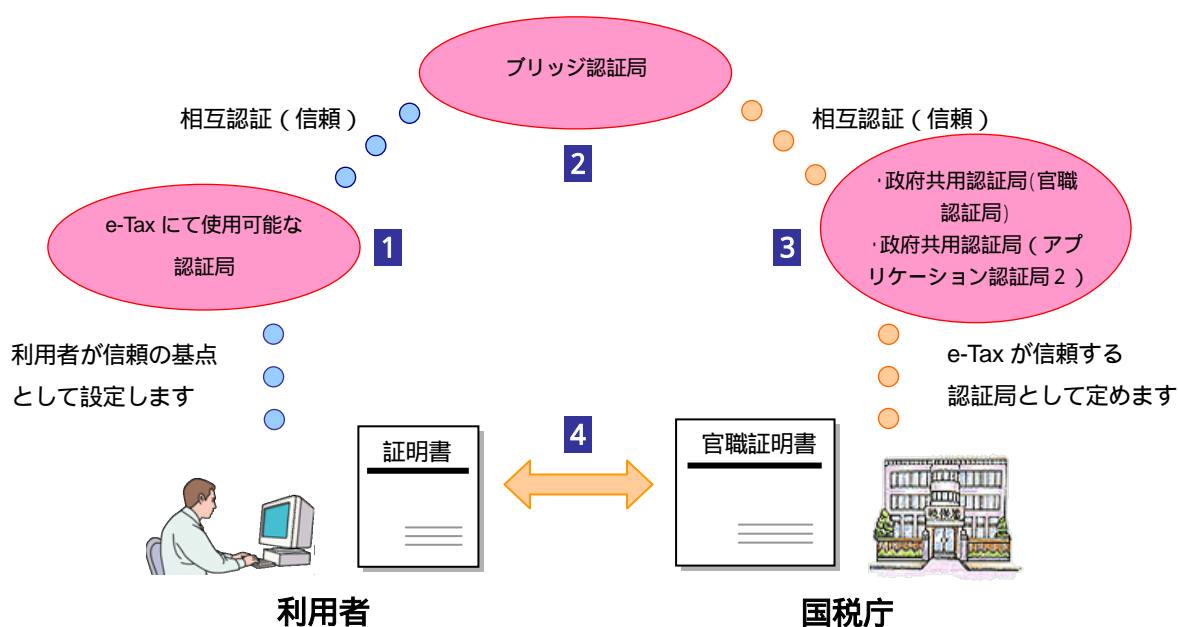 ブリッジ認証局
相互認証(信頼)
相互認証(信頼)
2
・政府共用認証局(官職
認証局)
・政府共用認証局(アプ
リケーション認証局2)
e-Tax にて使用可能な
認証局
1
3
利用者が信頼の基点
として設定します
e-Tax が信頼する
認証局として定めます
4
証明書
官職証明書
税務署
利用者
国税庁